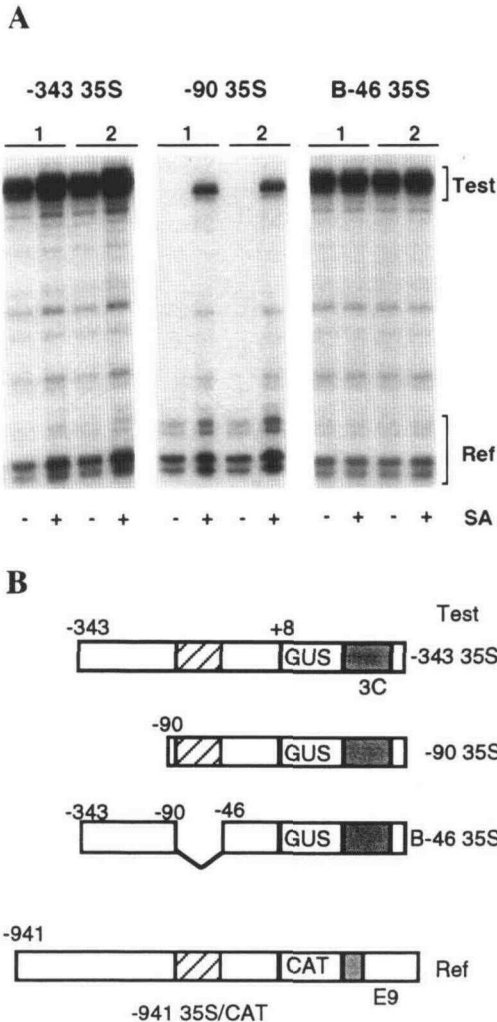 A
-343 35S -90 35S B-46 35S
1 2 1 2 1 2
Test
Ref
- + - + - + - + - + - + SA
B
Test
-343 +8
GUS -343 35S
3C
-90
GUS -90 35S
-343 -90 -46
GUS B-46 35S
-941
CAT Ref
E9
-941 35S/CAT